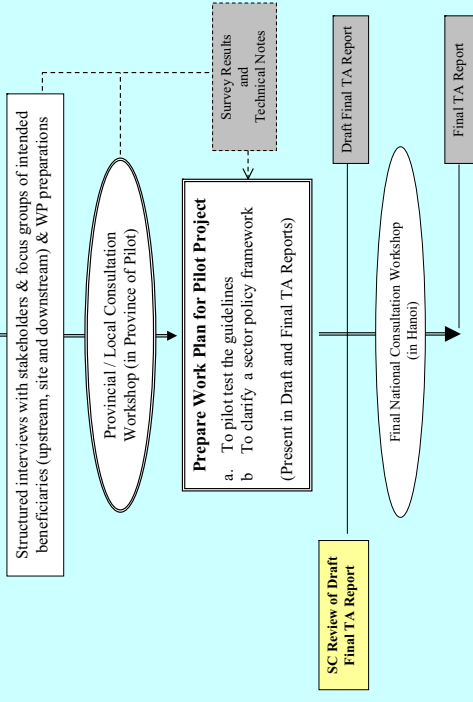 Structured interviews with stakeholders & focus groups of intended
beneficiaries (upstream, site and downstream) & WP preparations
Provincial / Local Consultation
Workshop (in Province of Pilot)
Survey Results
and
Technical Notes
Prepare Work Plan for Pilot Project
a. To pilot test the guidelines
b To clarify a sector policy framework
(Present in Draft and Final TA Reports)
SC Review of Draft
Final TA Report
Draft Final TA Report
Final National Consultation Workshop
(in Hanoi)
Final TA Report